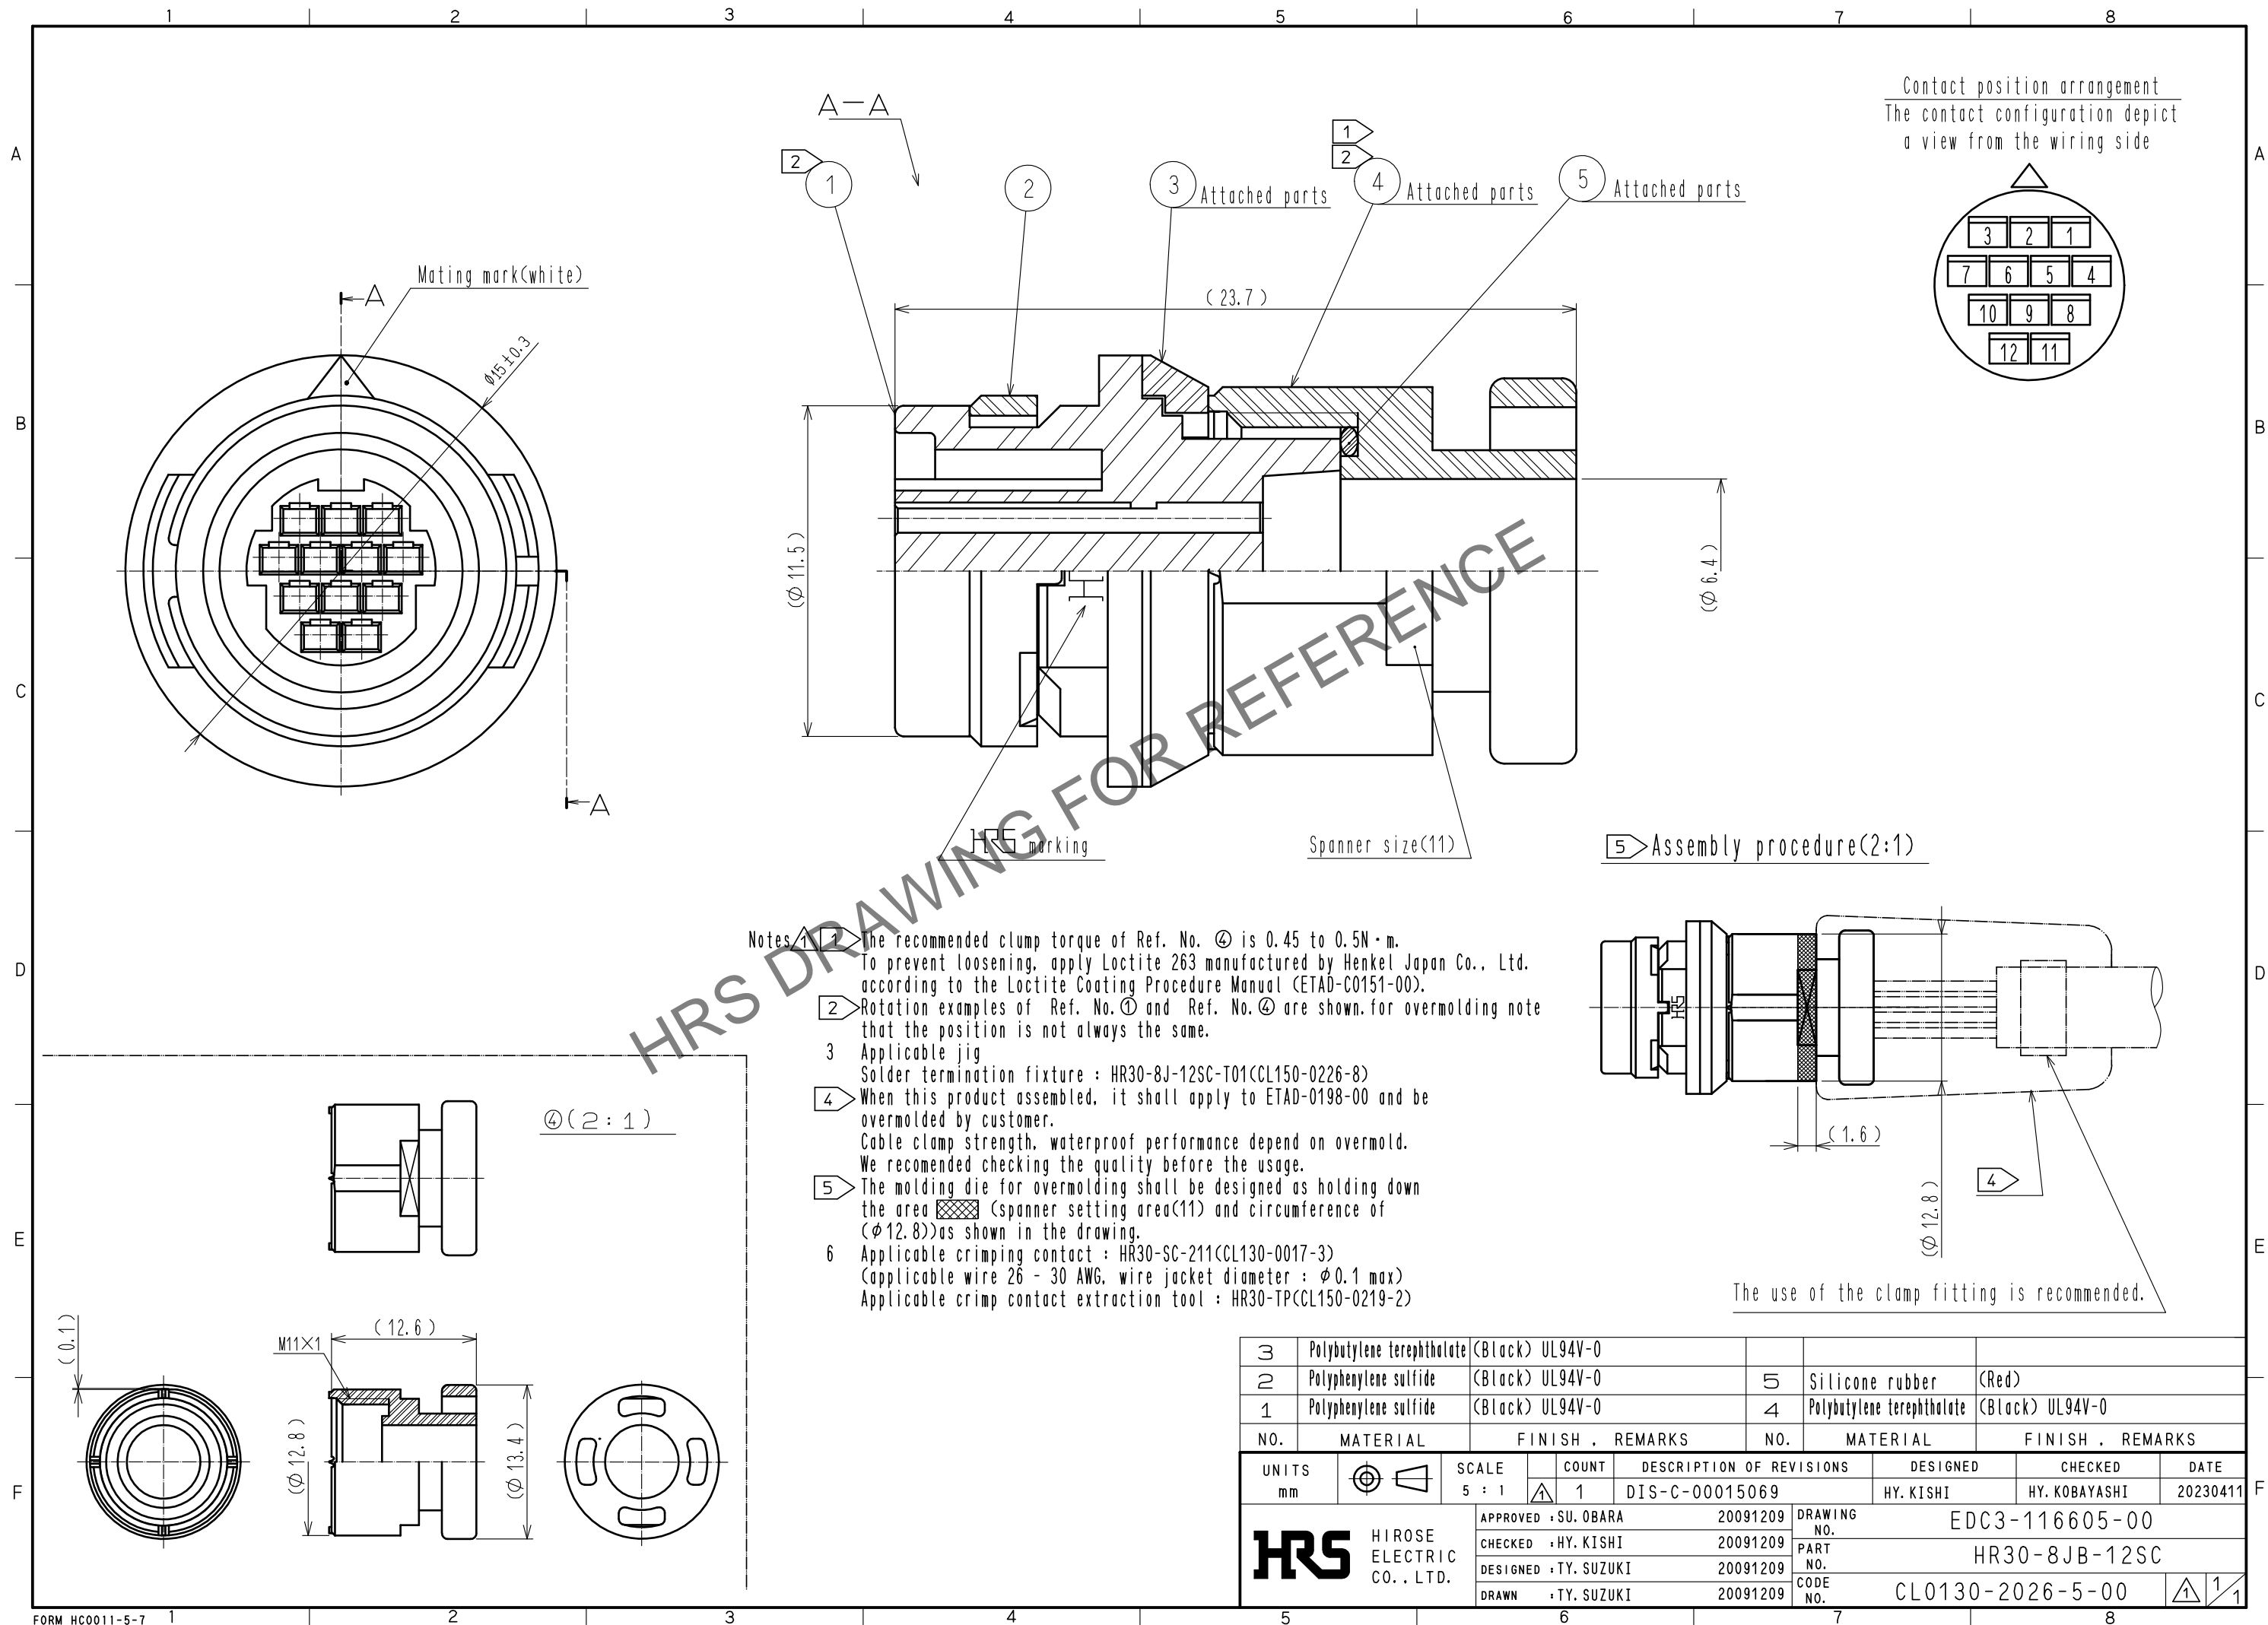 1 2 3 4 5 6 7 8
A
B
C
D
E
F
A
B
C
D
E
F
A-A
2
1
2
3
Attached parts
1
2
4
Attached parts
5
Attached parts
Contact position arrangement
The contact configuration depict
a view from the wiring side
3 2 1
7 6 5 4
10 9 8
12 11
Mating mark(white)
A
φ15±0.3
A
(23.7)
(φ11.5)
(φ6.4)
HRS marking
Spanner size(11)
HRS DRAWING FOR REFERENCE
5 Assembly procedure(2:1)
HRS
(1.6)
(φ12.8)
4
The use of the clamp fitting is recommended.
Notes 1 1 The recommended clump torque of Ref. No. ④ is 0.45 to 0.5N・m.
To prevent loosening, apply Loctite 263 manufactured by Henkel Japan Co., Ltd.
according to the Loctite Coating Procedure Manual (ETAD-C0151-00).
2 Rotation examples of Ref. No.① and Ref. No.④ are shown.for overmolding note
that the position is not always the same.
3 Applicable jig
Solder termination fixture : HR30-8J-12SC-T01(CL150-0226-8)
4 When this product assembled, it shall apply to ETAD-0198-00 and be
overmolded by customer.
Cable clamp strength, waterproof performance depend on overmold.
We recomended checking the quality before the usage.
5 The molding die for overmolding shall be designed as holding down
the area (spanner setting area(11) and circumference of
(φ12.8))as shown in the drawing.
6 Applicable crimping contact : HR30-SC-211(CL130-0017-3)
(applicable wire 26 - 30 AWG, wire jacket diameter : φ0.1 max)
Applicable crimp contact extraction tool : HR30-TP(CL150-0219-2)
④(2:1)
(0.1)
M11×1
(12.6)
(φ12.8)
(φ13.4)
3 Polybutylene terephthalate (Black) UL94V-0
2 Polyphenylene sulfide (Black) UL94V-0 5 Silicone rubber (Red)
1 Polyphenylene sulfide (Black) UL94V-0 4 Polybutylene terephthalate (Black) UL94V-0
NO. MATERIAL FINISH , REMARKS NO. MATERIAL FINISH , REMARKS
UNITS
mm
SCALE
5 : 1
COUNT DESCRIPTION OF REVISIONS DESIGNED CHECKED DATE
1 1 DIS-C-00015069 HY.KISHI HY.KOBAYASHI 20230411
HRS
HIROSE
ELECTRIC
CO.,LTD.
APPROVED :SU.OBARA 20091209
CHECKED :HY.KISHI 20091209
DESIGNED :TY.SUZUKI 20091209
DRAWN :TY.SUZUKI 20091209
DRAWING NO. EDC3-116605-00
PART NO. HR30-8JB-12SC
CODE NO. CL0130-2026-5-00 1 1/1
FORM HC0011-5-7
1 2 3 4 5 6 7 8